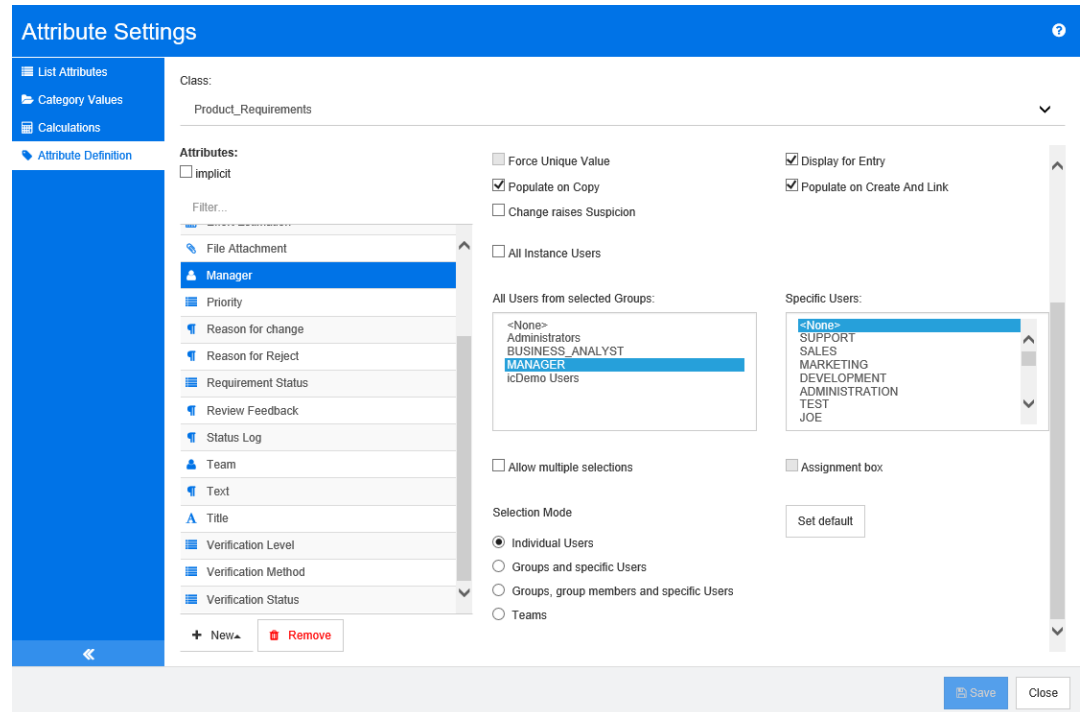 Attribute Settings
List Attributes
Category Values
Calculations
Attribute Definition
Class:
Product_Requirements
Attributes:
implicit
Filter...
Effort Estimation
File Attachment
Manager
Priority
Reason for change
Reason for Reject
Requirement Status
Review Feedback
Status Log
Team
Text
Title
Verification Level
Verification Method
Verification Status
New
Remove
Force Unique Value
Display for Entry
Populate on Copy
Populate on Create And Link
Change raises Suspicion
All Instance Users
All Users from selected Groups:
<None>
Administrators
BUSINESS_ANALYST
MANAGER
icDemo Users
Specific Users:
<None>
SUPPORT
SALES
MARKETING
DEVELOPMENT
ADMINISTRATION
TEST
JOE
Allow multiple selections
Assignment box
Selection Mode
Set default
Individual Users
Groups and specific Users
Groups, group members and specific Users
Teams
Save
Close